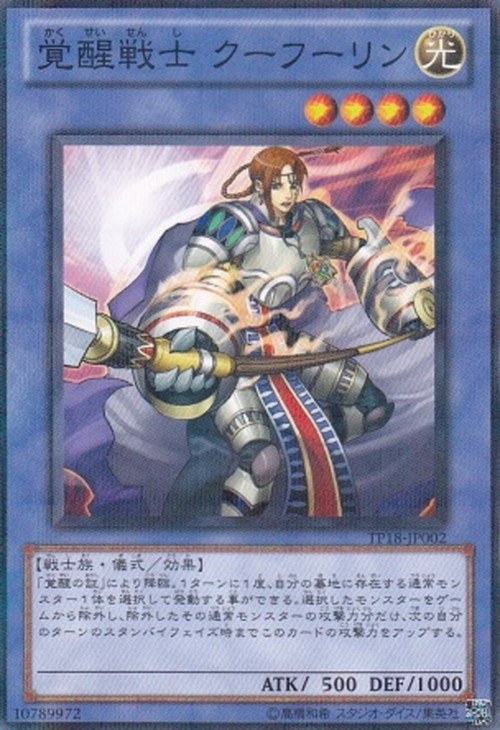 かく せい せん し
覚醒戦士 クーフーリン
ひかり
光
TP18-JP002
【戦士族・儀式／効果】
「覚醒の証」により降臨。1ターンに1度、自分の墓地に存在する通常モン
スター1体を選択して発動する事ができる。選択したモンスターをゲー
ムから除外し、除外したその通常モンスターの攻撃力分だけ、次の自分
のターンのスタンバイフェイズ時までこのカードの攻撃力をアップする。
ATK/ 500 DEF/1000
10789972
©高橋和希 スタジオ・ダイス/集英社